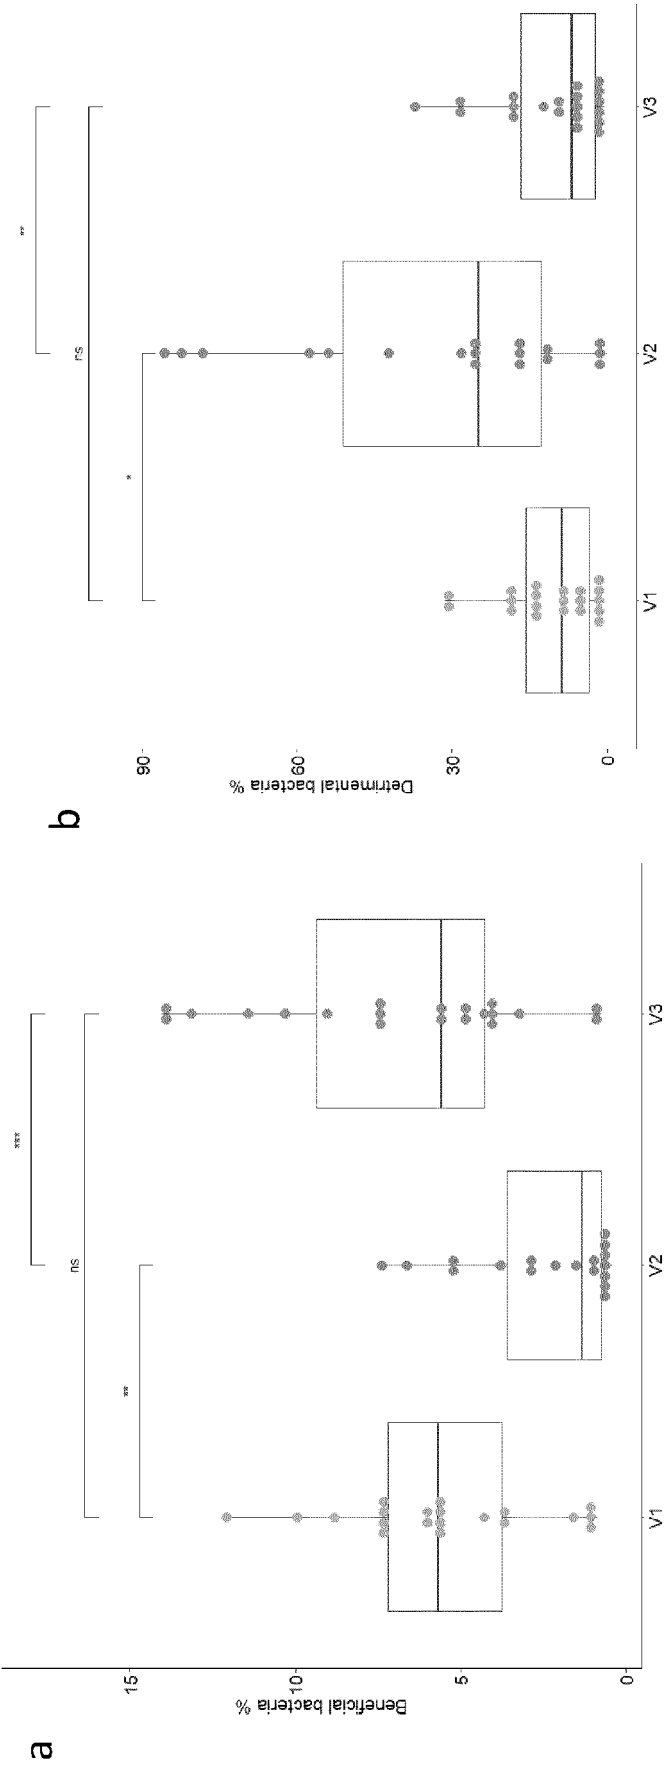 a
Beneficial bacteria %
15
10
5
0
***
ns
**
V1
V2
V3
b
Detrimental bacteria %
90
60
30
0
**
ns
*
V1
V2
V3